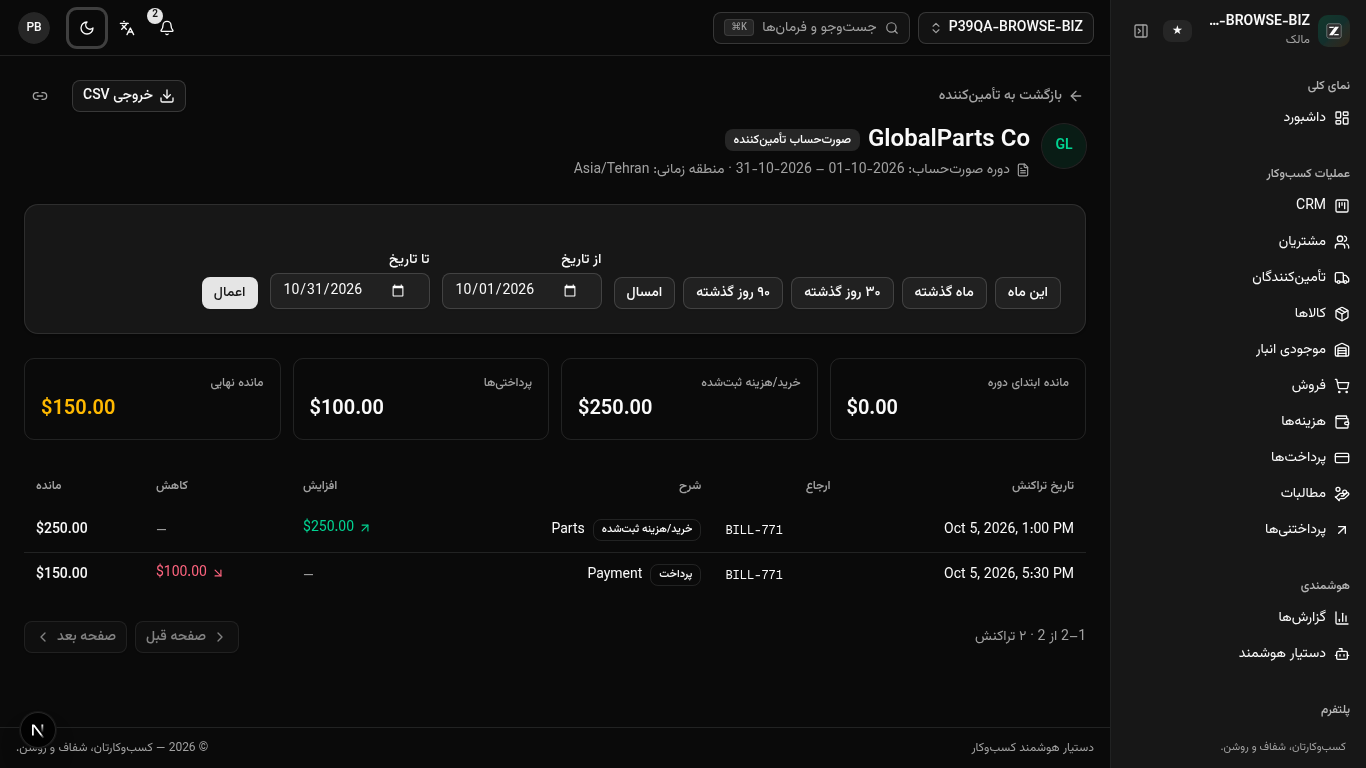 P39QA-BROWSE-BIZ
جست‌وجو و فرمان‌ها
⌘K
2
PB
...-BROWSE-BIZ
مالک
نمای کلی
داشبورد
عملیات کسب‌وکار
CRM
مشتریان
تأمین‌کنندگان
کالاها
موجودی انبار
فروش
هزینه‌ها
پرداخت‌ها
مطالبات
پرداختنی‌ها
هوشمندی
گزارش‌ها
دستیار هوشمند
پلتفرم
کسب‌وکارتان، شفاف و روشن.
بازگشت به تأمین‌کننده
خروجی CSV
GL
GlobalParts Co
صورت‌حساب تأمین‌کننده
دوره صورت‌حساب: 2026-10-01 – 2026-10-31 · منطقه زمانی: Asia/Tehran
این ماه
ماه گذشته
۳۰ روز گذشته
۹۰ روز گذشته
امسال
از تاریخ
10/01/2026
تا تاریخ
10/31/2026
اعمال
مانده ابتدای دوره
$0.00
خرید/هزینه ثبت‌شده
$250.00
پرداختی‌ها
$100.00
مانده نهایی
$150.00
تاریخ تراکنش ارجاع شرح افزایش کاهش مانده
Oct 5, 2026, 1:00 PM BILL-771 خرید/هزینه ثبت‌شده Parts $250.00 — $250.00
Oct 5, 2026, 5:30 PM BILL-771 پرداخت Payment — $100.00 $150.00
1–2 از 2 · ۲ تراکنش
صفحه قبل
صفحه بعد
دستیار هوشمند کسب‌وکار
© 2026 — کسب‌وکارتان، شفاف و روشن.
N